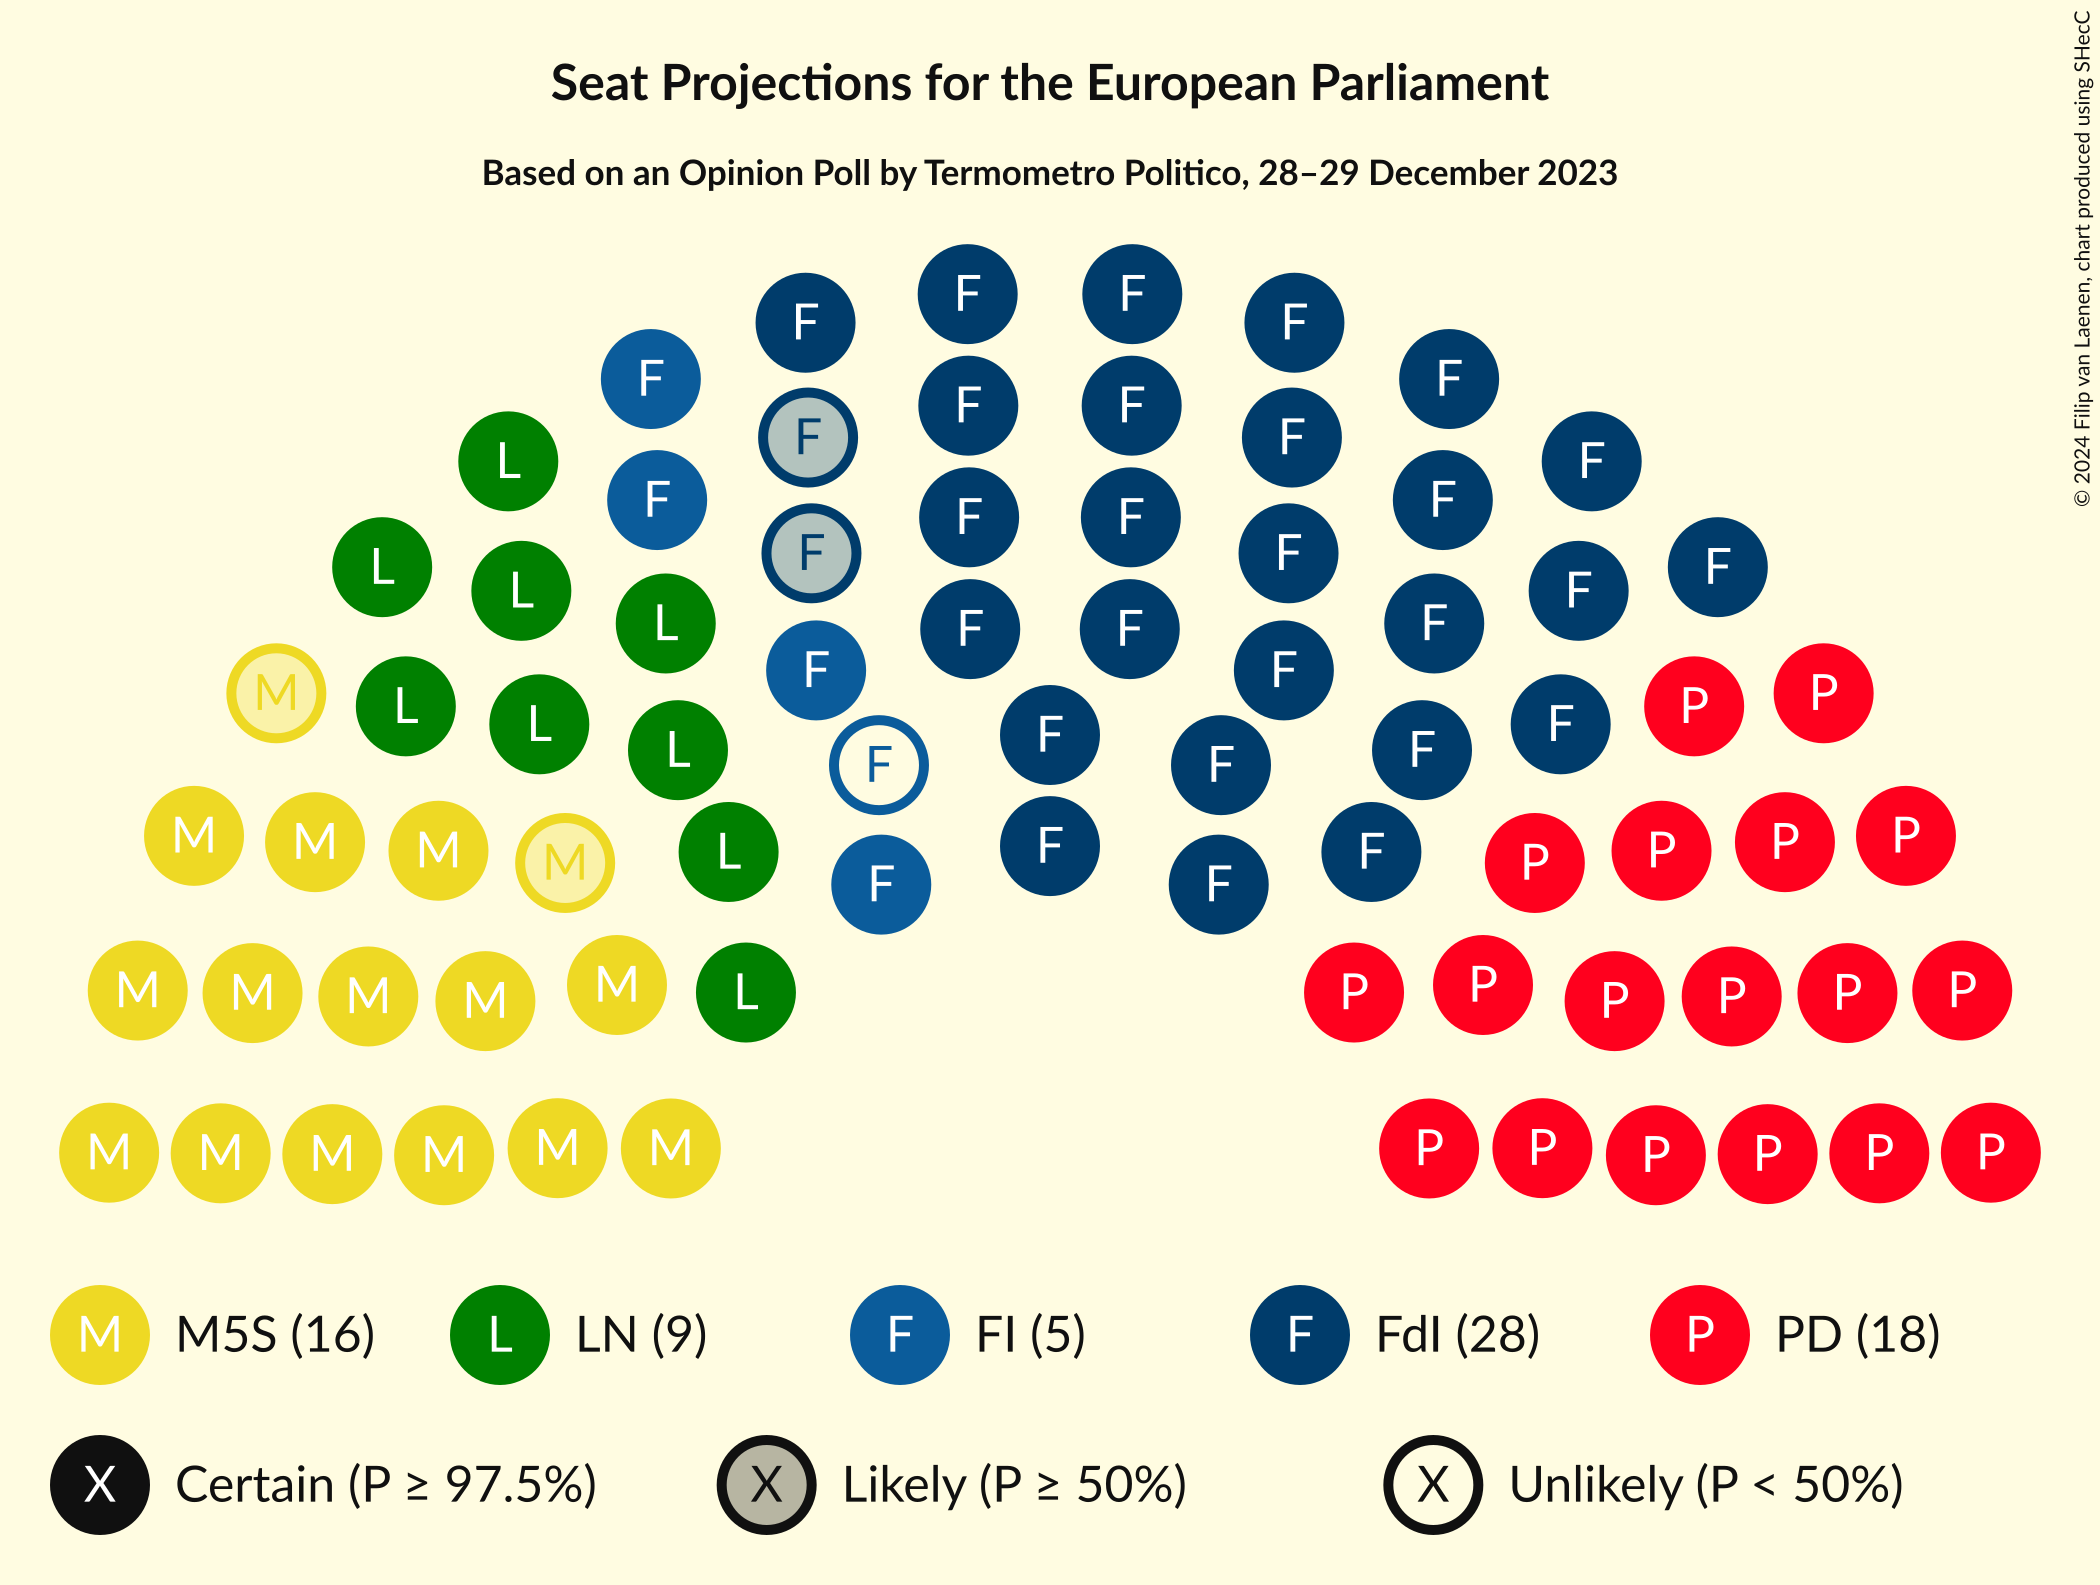 Seat Projections for the European Parliament
Based on an Opinion Poll by Termometro Politico, 28–29 December 2023
© 2024 Filip van Laenen, chart produced using SHecC
F F F F
F F
F F F F
L F F
F F
L F F F F
L F F
L F F
F F
M L P P
L F F F
L F F
M M M M L F F P P P P
F F F
M M M M M L P P P P P P
M M M M M M P P P P P P
M M5S (16) L LN (9) F FI (5) F FdI (28) P PD (18)
X Certain (P ≥ 97.5%) X Likely (P ≥ 50%) X Unlikely (P < 50%)